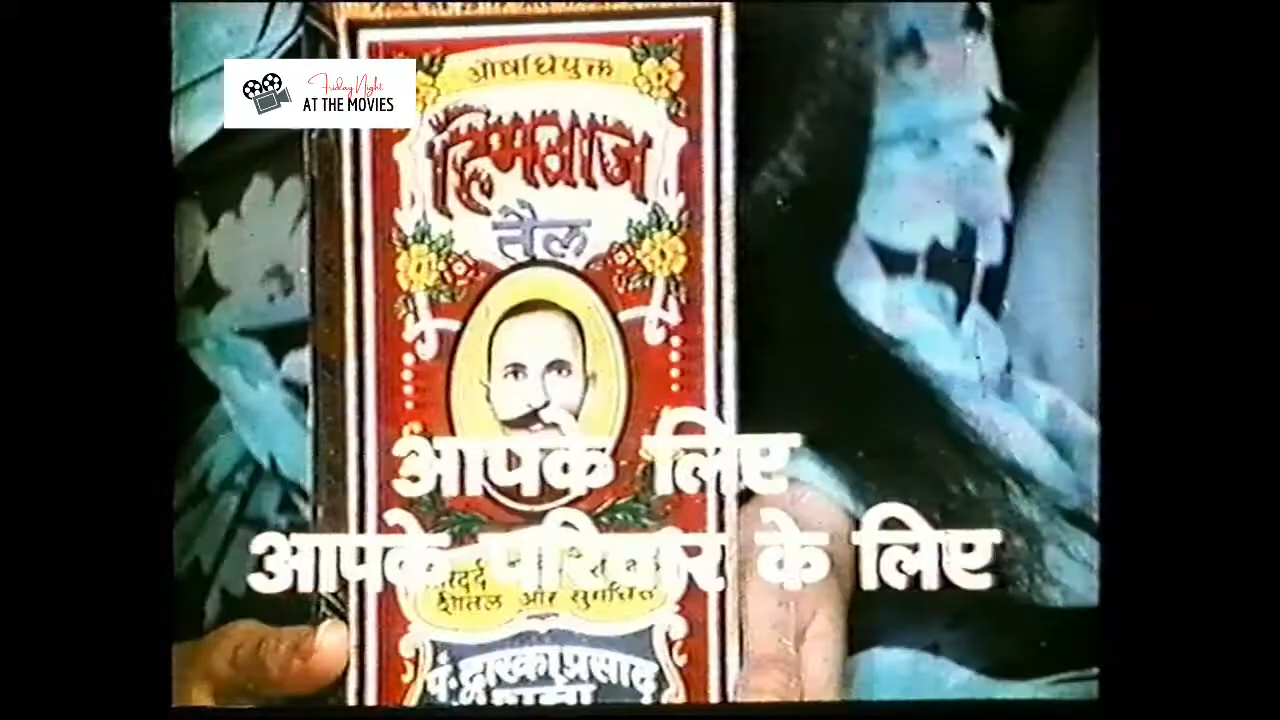 Friday Night
AT THE MOVIES
औषधियुक्त
हिमताज
तैल
आपके लिए
आपके परिवार के लिए
शीतल और सुगंधित
पं. द्वारकाप्रसाद